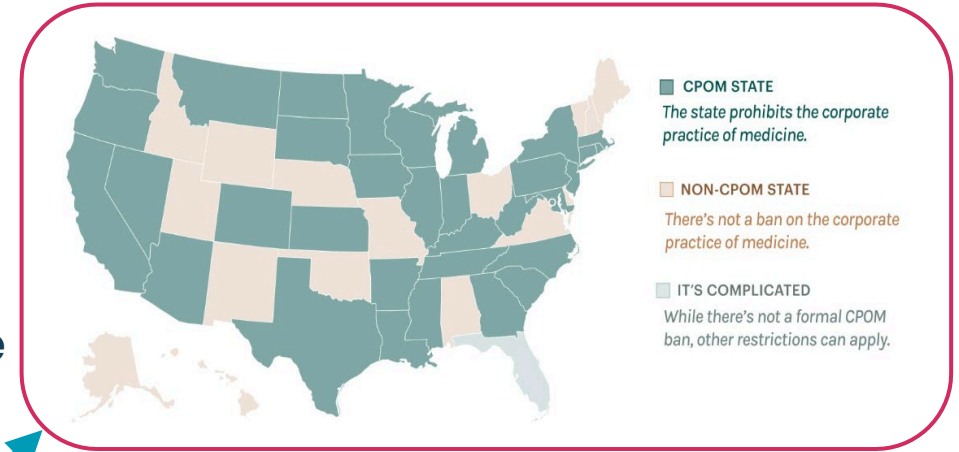 CPOM STATE
The state prohibits the corporate
practice of medicine.
NON-CPOM STATE
There's not a ban on the corporate
practice of medicine.
IT'S COMPLICATED
While there's not a formal CPOM
ban, other restrictions can apply.
e